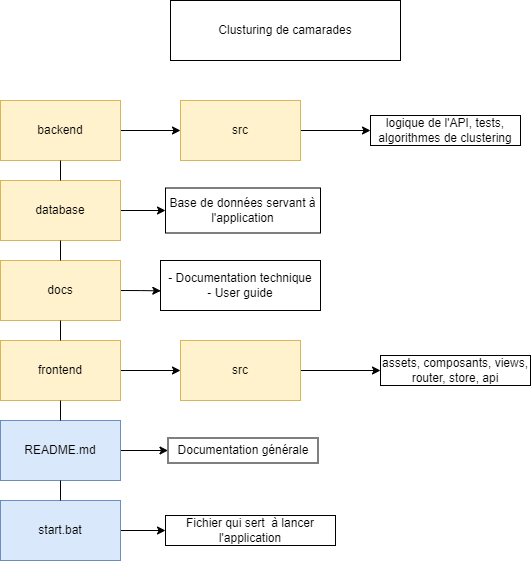 Clusturing de camarades
backend
src
logique de l'API, tests,
algorithmes de clustering
database
Base de données servant à
l'application
docs
- Documentation technique
- User guide
frontend
src
assets, composants, views,
router, store, api
README.md
Documentation générale
start.bat
Fichier qui sert à lancer
l'application